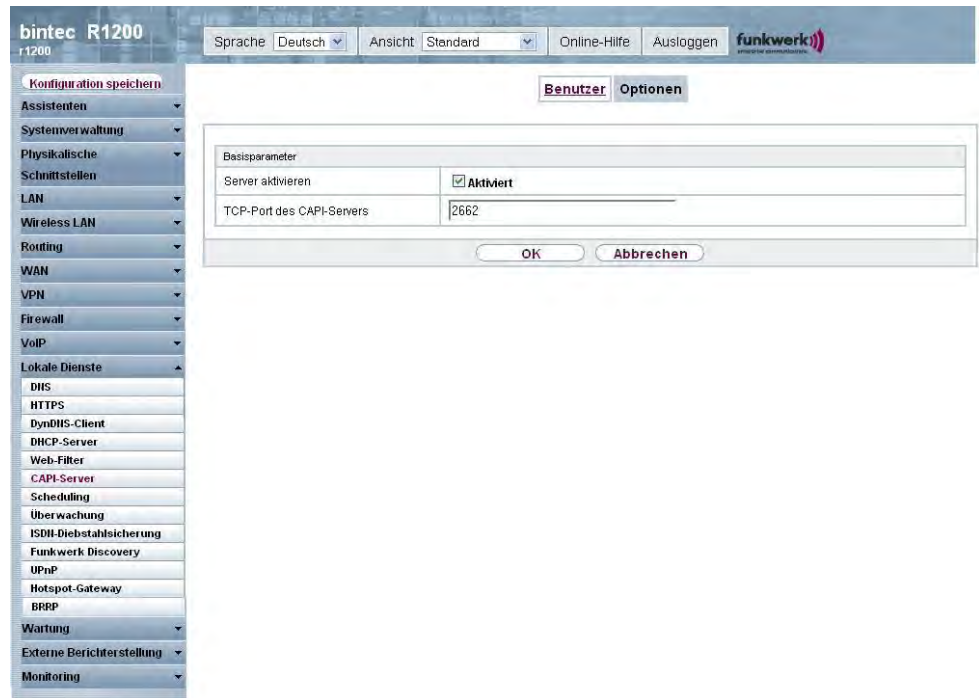 bintec R1200
r1200
Sprache Deutsch Ansicht Standard Online-Hilfe Ausloggen funkwerk
Konfiguration speichern
Assistenten
Systemverwaltung
Physikalische
Schnittstellen
LAN
Wireless LAN
Routing
WAN
VPN
Firewall
VoIP
Lokale Dienste
DNS
HTTPS
DynDNS-Client
DHCP-Server
Web-Filter
CAPI-Server
Scheduling
Überwachung
ISDN-Diebstahlsicherung
Funkwerk Discovery
UPnP
Hotspot-Gateway
BRRP
Wartung
Externe Berichterstellung
Monitoring
Benutzer Optionen
Basisparameter
Server aktivieren Aktiviert
TCP-Port des CAPI-Servers 2662
OK Abbrechen